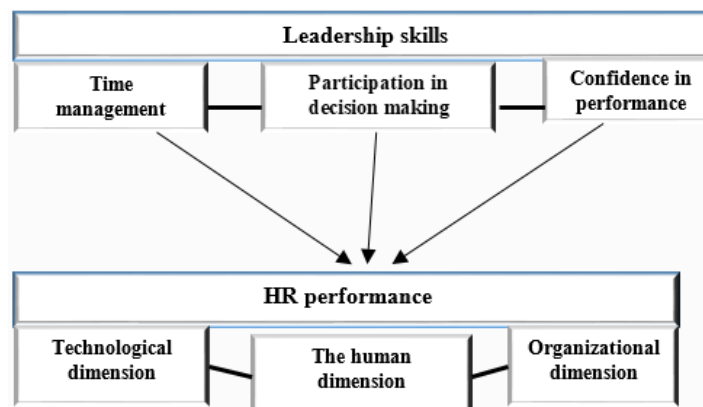 Leadership skills
Time
management
Participation in
decision making
Confidence in
performance
HR performance
Technological
dimension
The human
dimension
Organizational
dimension